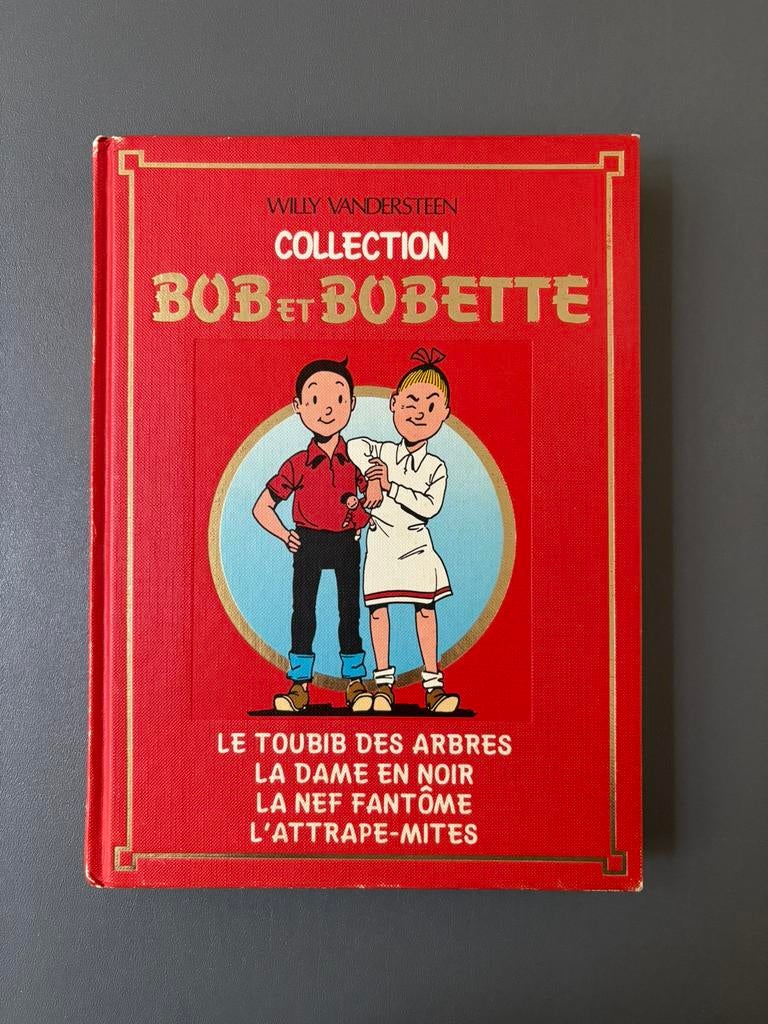 WILLY VANDERSTEEN
COLLECTION
BOB ET BOBETTE
LE TOUBIB DES ARBRES
LA DAME EN NOIR
LA NEF FANTÔME
L'ATTRAPE-MITES